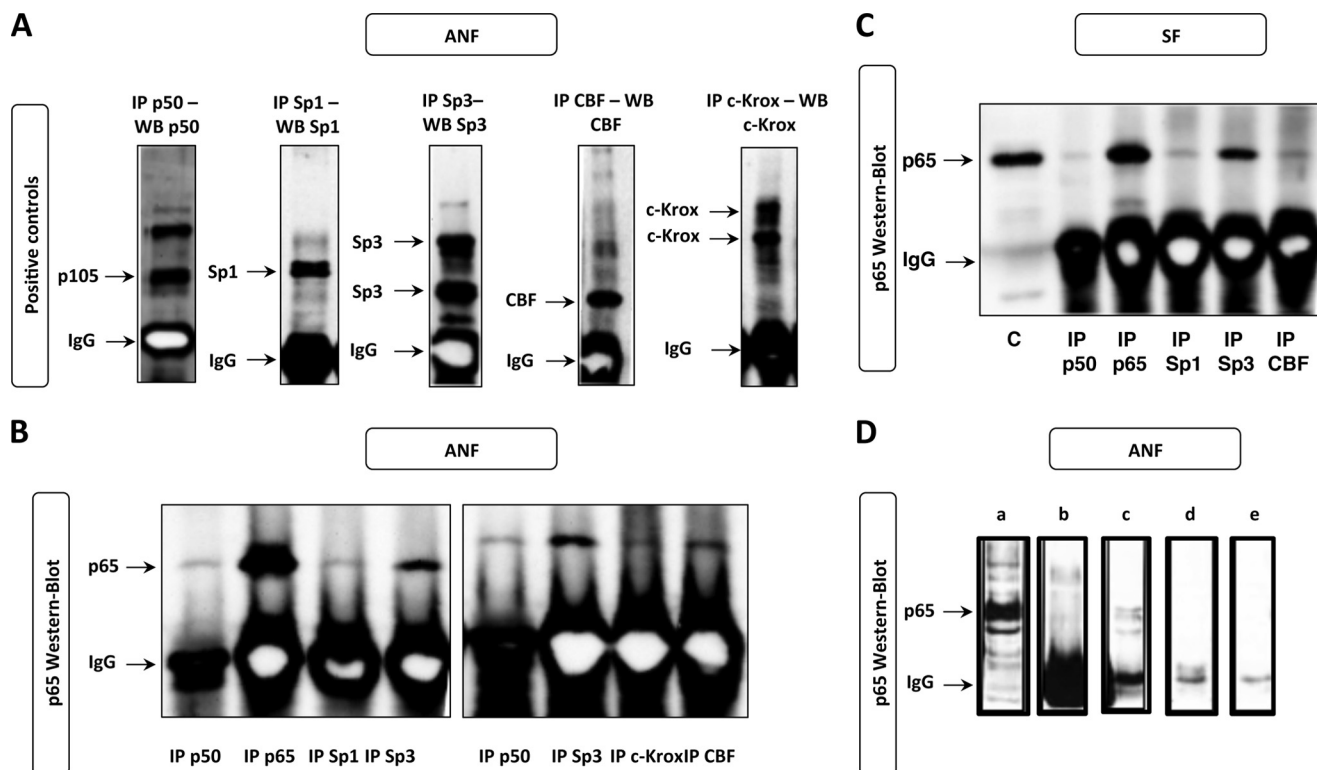 A
ANF
Positive controls
IP p50 –
WB p50
IP Sp1 –
WB Sp1
IP Sp3–
WB Sp3
IP CBF – WB
CBF
IP c-Krox – WB
c-Krox
p105
IgG
Sp1
IgG
Sp3
Sp3
IgG
CBF
IgG
c-Krox
c-Krox
IgG
B
ANF
p65 Western-Blot
p65
IgG
IP p50 IP p65 IP Sp1 IP Sp3
IP p50 IP Sp3 IP c-Krox IP CBF
C
SF
p65 Western-Blot
p65
IgG
C IP IP IP IP IP
p50 p65 Sp1 Sp3 CBF
D
ANF
p65 Western-Blot
a b c d e
p65
IgG